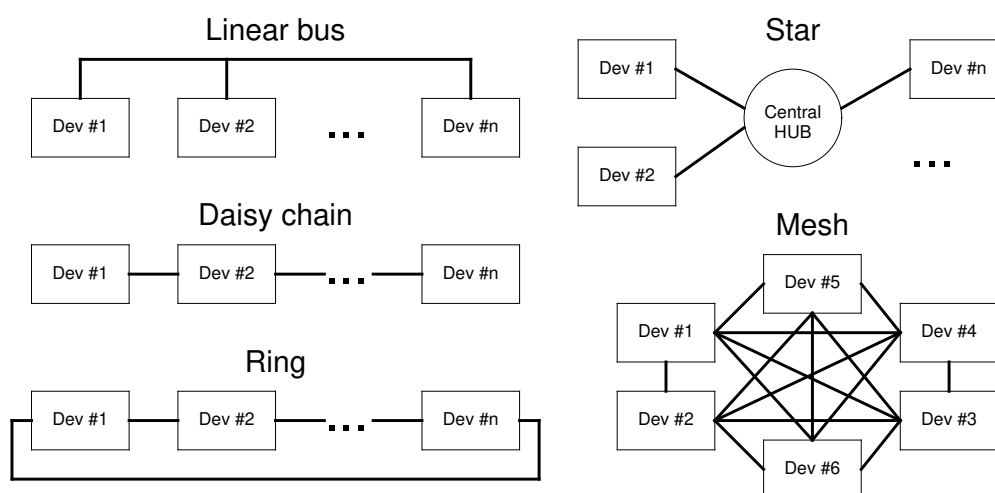 Linear bus
Dev #1
Dev #2
...
Dev #n
Daisy chain
Dev #1
Dev #2
...
Dev #n
Ring
Dev #1
Dev #2
...
Dev #n
Star
Dev #1
Dev #n
Central
HUB
Dev #2
...
Mesh
Dev #5
Dev #1
Dev #4
Dev #2
Dev #3
Dev #6